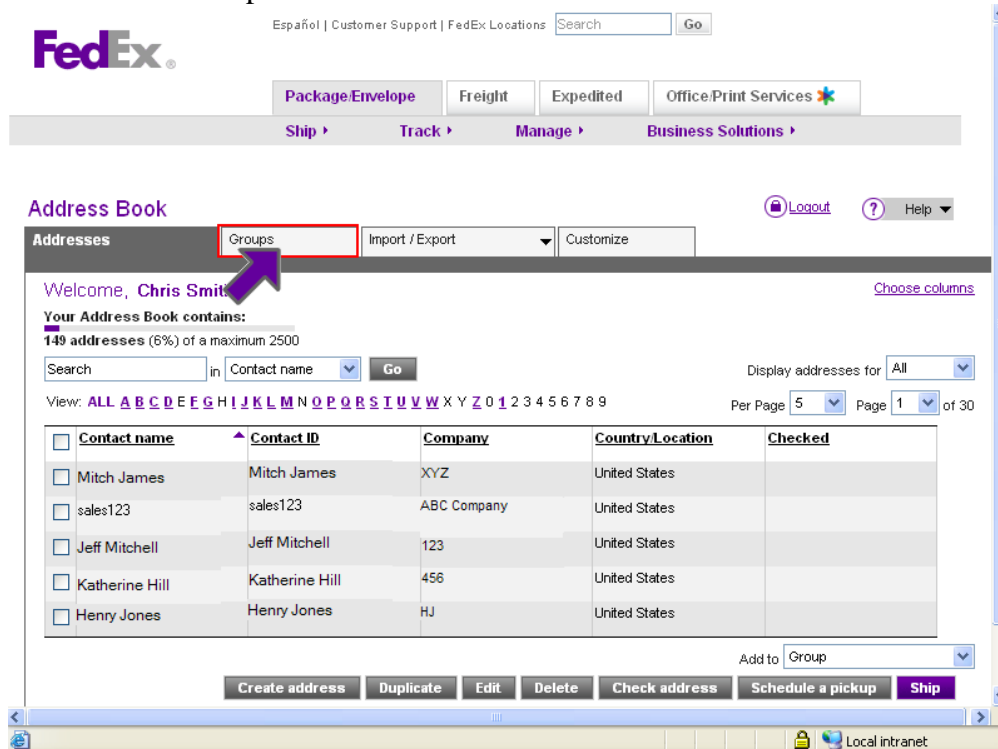 Español | Customer Support | FedEx Locations Search Go
FedEx ®
Package/Envelope Freight Expedited Office/Print Services
Ship Track Manage Business Solutions
Address Book Logout ? Help
Addresses Groups Import / Export Customize
Welcome, Chris Smit Choose columns
Your Address Book contains:
149 addresses (6%) of a maximum 2500
Search in Contact name Go Display addresses for All
View: ALL A B C D E F G H I J K L M N O P Q R S T U V W X Y Z 0 1 2 3 4 5 6 7 8 9 Per Page 5 Page 1 of 30
Contact name Contact ID Company Country/Location Checked
Mitch James Mitch James XYZ United States
sales123 sales123 ABC Company United States
Jeff Mitchell Jeff Mitchell 123 United States
Katherine Hill Katherine Hill 456 United States
Henry Jones Henry Jones HJ United States
Add to Group
Create address Duplicate Edit Delete Check address Schedule a pickup Ship
Local intranet